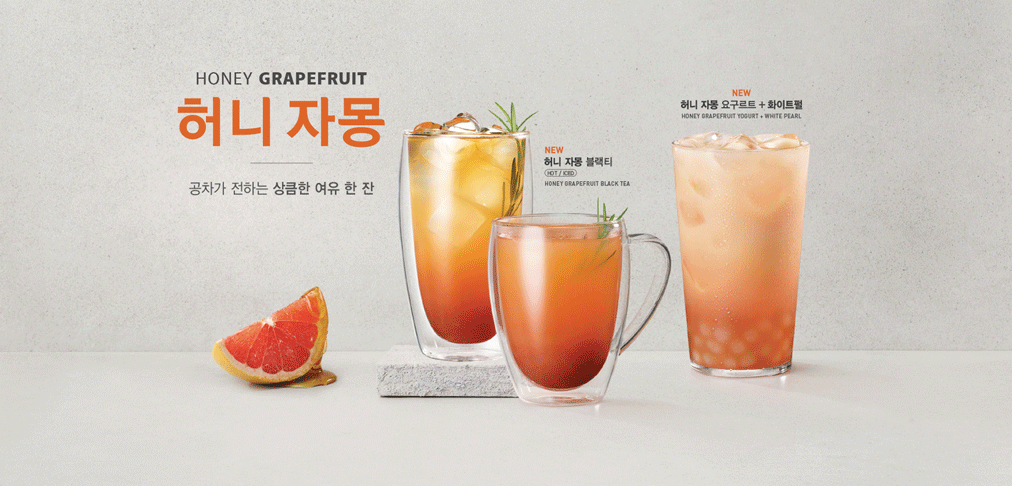 HONEY GRAPEFRUIT
허니 자몽
공차가 전하는 상큼한 여유 한 잔
NEW
허니 자몽 블랙티
HOT / ICED
HONEY GRAPEFRUIT BLACK TEA
NEW
허니 자몽 요구르트 + 화이트펄
HONEY GRAPEFRUIT YOGURT + WHITE PEARL